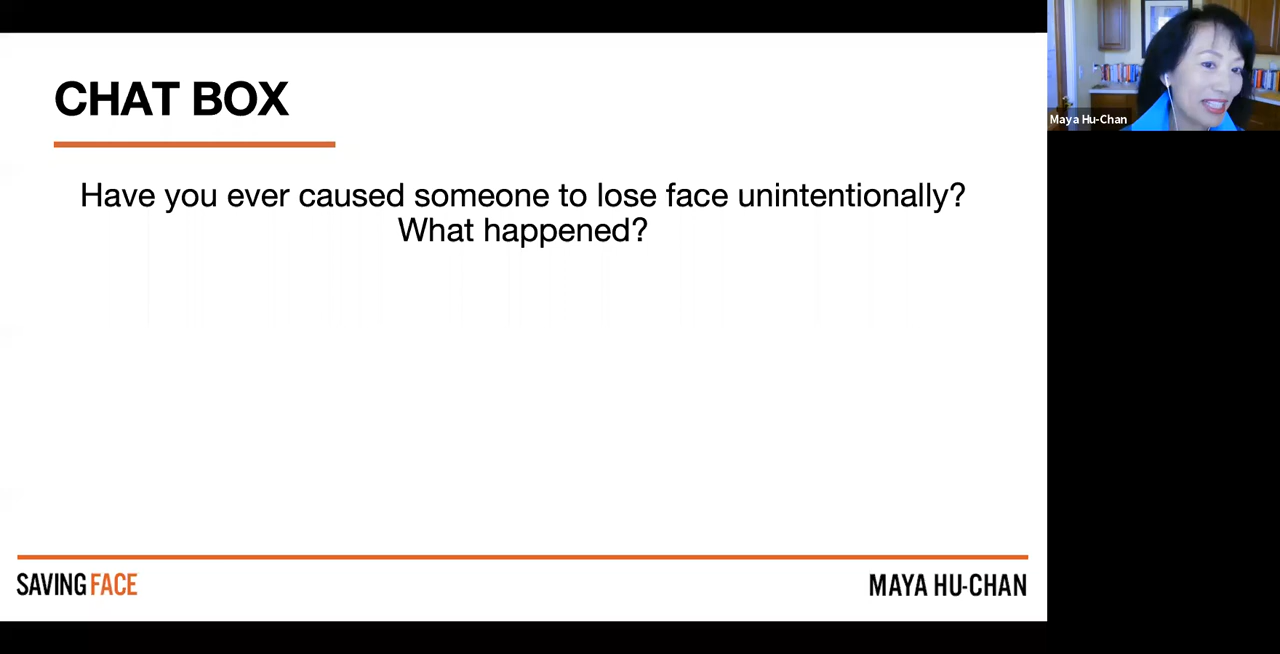 CHAT BOX
Have you ever caused someone to lose face unintentionally?
What happened?
SAVING FACE
MAYA HU-CHAN
Maya Hu-Chan